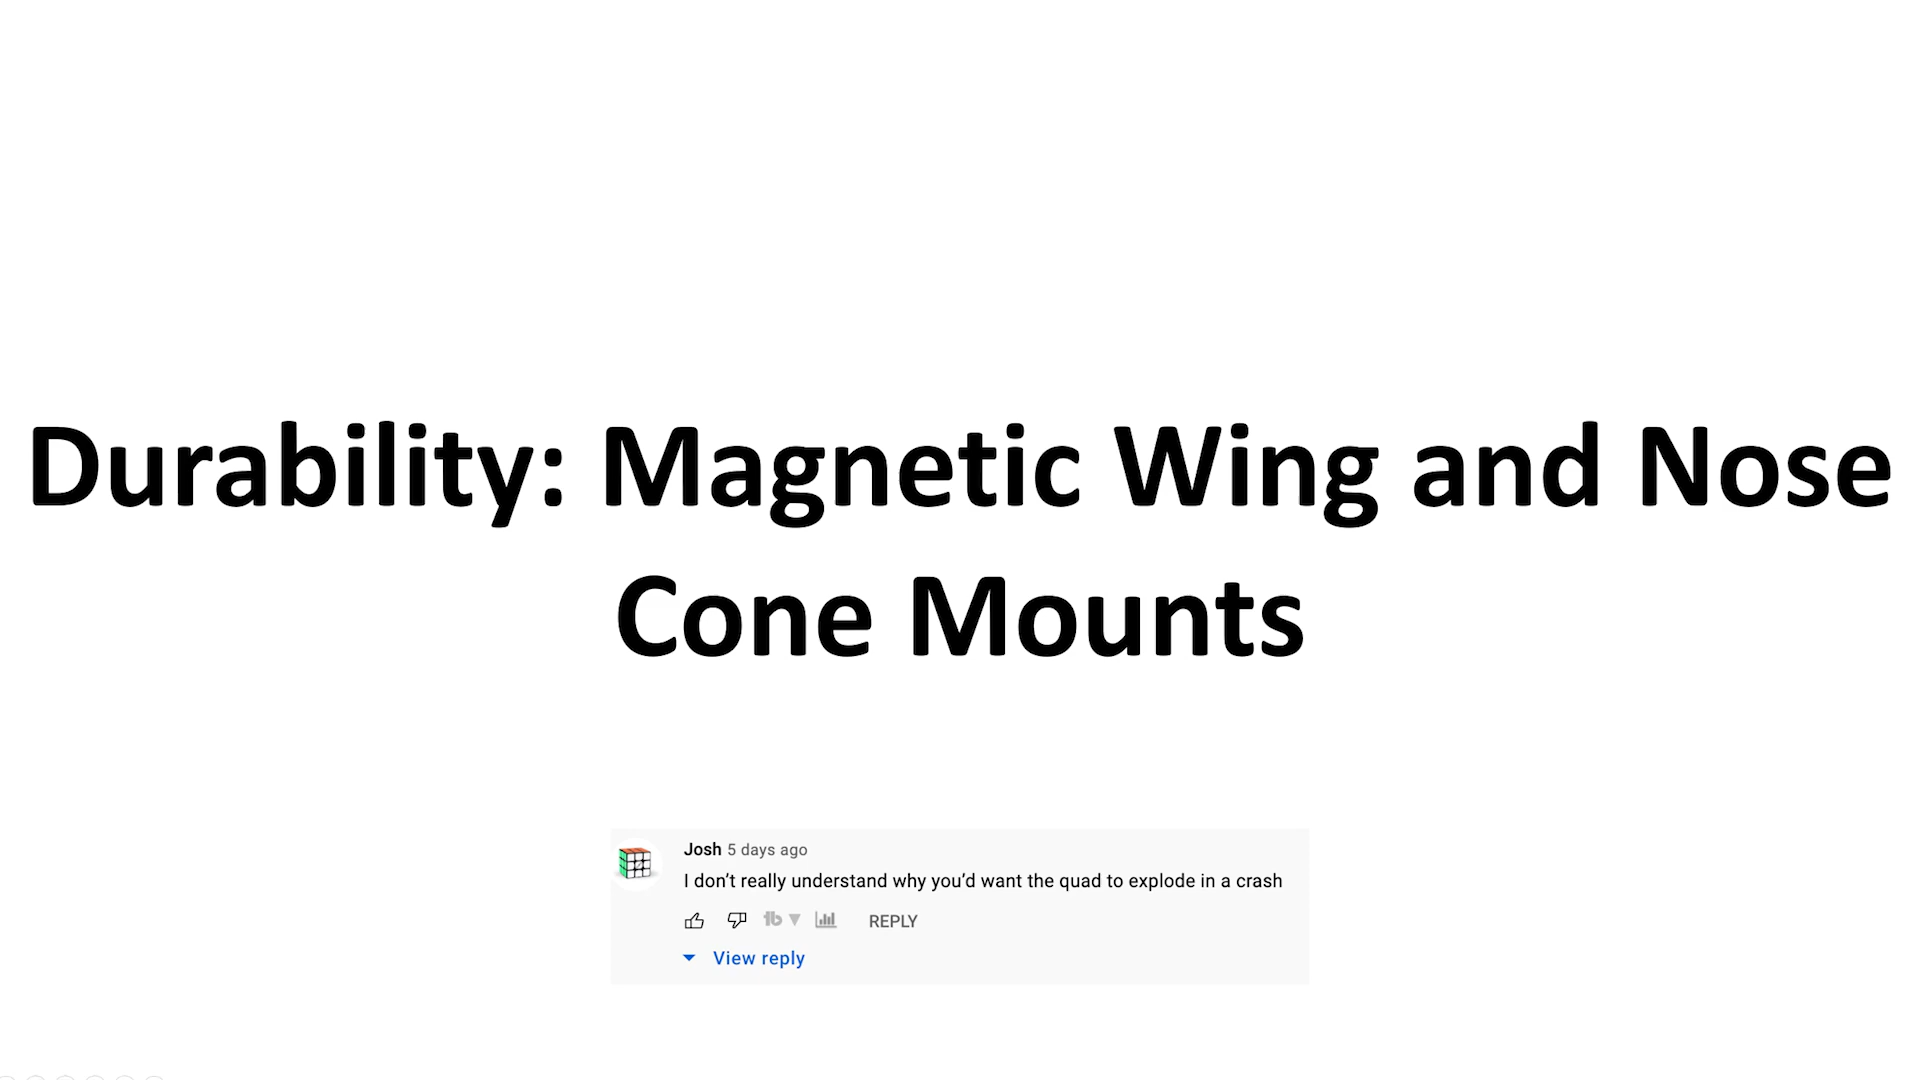 Durability: Magnetic Wing and Nose
Cone Mounts
Josh 5 days ago
I don’t really understand why you’d want the quad to explode in a crash
tb
REPLY
View reply